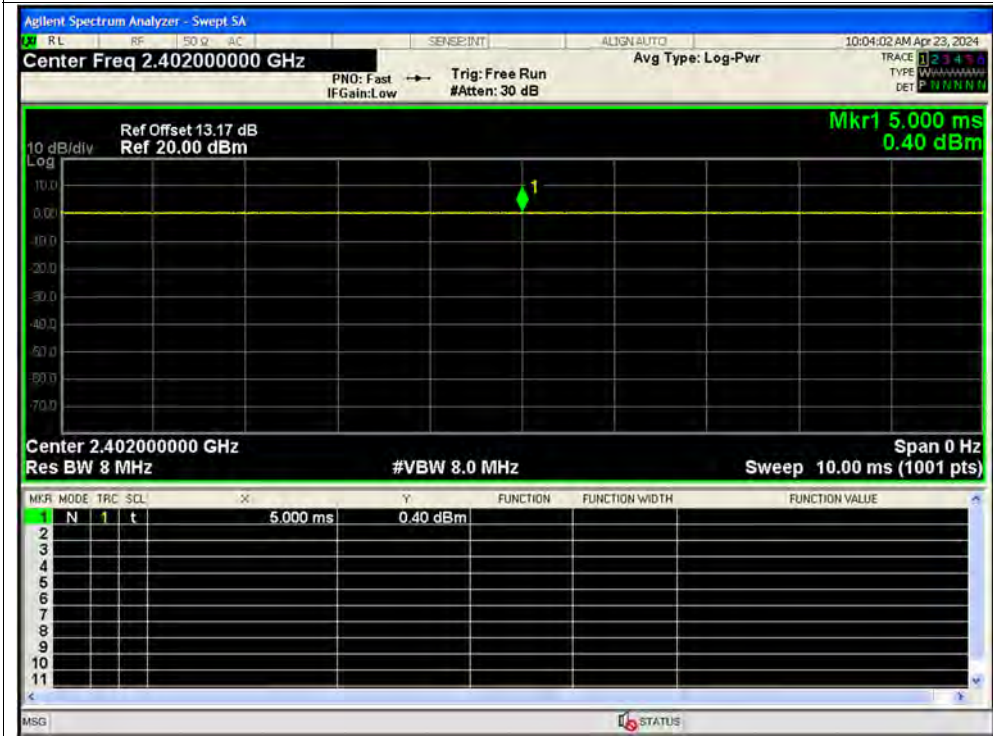 Agilent Spectrum Analyzer - Swept SA
RL RF 50 Ω AC SENSE:INT ALIGN AUTO 10:04:02 AM Apr 23, 2024
Center Freq 2.402000000 GHz
PNO: Fast
IFGain:Low
Trig: Free Run
#Atten: 30 dB
Avg Type: Log-Pwr
TRACE 1 2 3 4 5 6
TYPE W
DET P N N N N N
Mkr1 5.000 ms
0.40 dBm
Ref Offset 13.17 dB
10 dB/div Ref 20.00 dBm
Log
10.0
0.00
-10.0
-20.0
-30.0
-40.0
-50.0
-60.0
-70.0
1
Center 2.402000000 GHz Span 0 Hz
Res BW 8 MHz #VBW 8.0 MHz Sweep 10.00 ms (1001 pts)
MKR MODE TRC SCL X Y FUNCTION FUNCTION WIDTH FUNCTION VALUE
1 N 1 t 5.000 ms 0.40 dBm
2
3
4
5
6
7
8
9
10
11
MSG STATUS